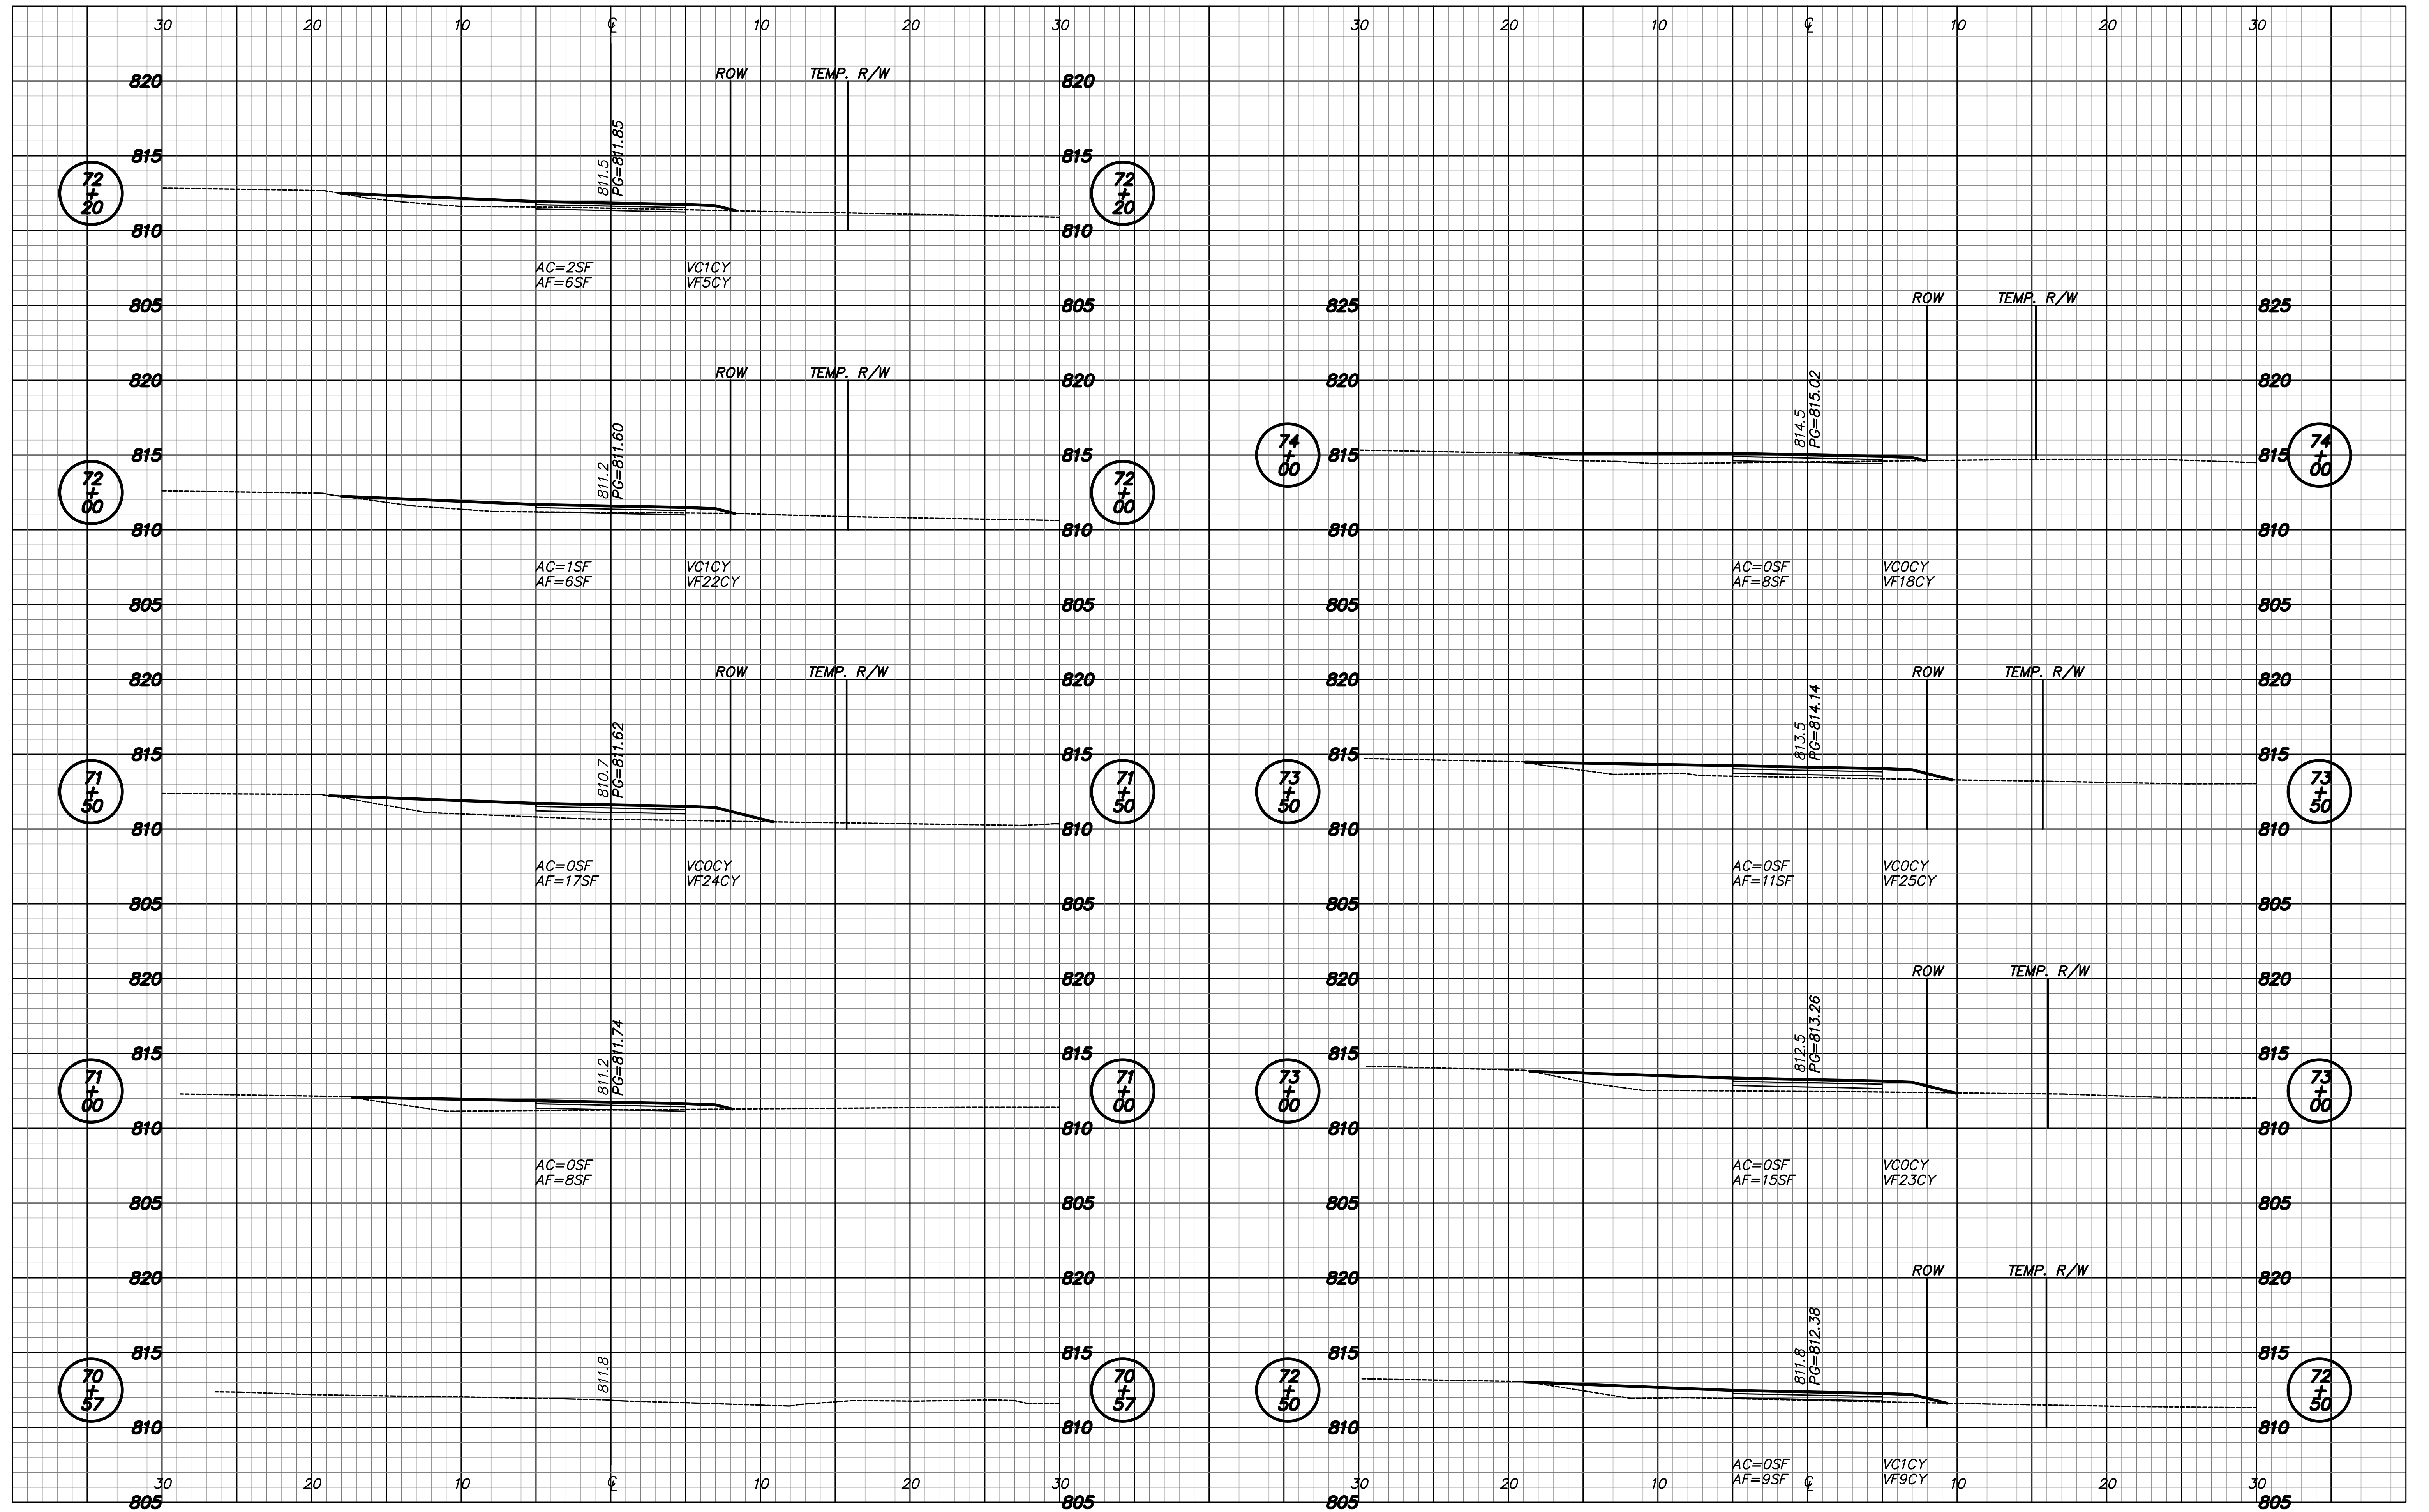 30 20 10 ℄ 10 20 30 30 20 10 ℄ 10 20 30
ROW TEMP. R/W
820 820
811.5
PG=811.85
815 815
72 + 20
72 + 20
810 810
AC=2SF VC1CY
AF=6SF VF5CY
805 805
ROW TEMP. R/W
820 820
811.2
PG=811.60
815 815
72 + 00
72 + 00
810 810
AC=1SF VC1CY
AF=6SF VF22CY
805 805
ROW TEMP. R/W
820 820
810.7
PG=811.62
815 815
71 + 50
71 + 50
810 810
AC=0SF VC0CY
AF=17SF VF24CY
805 805
820 820
811.2
PG=811.74
815 815
71 + 00
71 + 00
810 810
AC=0SF
AF=8SF
805 805
820 820
811.8
815 815
70 + 57
70 + 57
810 810
805 805
ROW TEMP. R/W
825 825
820 820
814.5
PG=815.02
815 815
74 + 00
74 + 00
810 810
AC=0SF VC0CY
AF=8SF VF18CY
805 805
ROW TEMP. R/W
820 820
813.5
PG=814.14
815 815
73 + 50
73 + 50
810 810
AC=0SF VC0CY
AF=11SF VF25CY
805 805
ROW TEMP. R/W
820 820
812.5
PG=813.26
815 815
73 + 00
73 + 00
810 810
AC=0SF VC0CY
AF=15SF VF23CY
805 805
ROW TEMP. R/W
820 820
811.8
PG=812.38
815 815
72 + 50
72 + 50
810 810
AC=0SF VC1CY
AF=9SF VF9CY
805 805
30 20 10 ℄ 10 20 30 30 20 10 ℄ 10 20 30